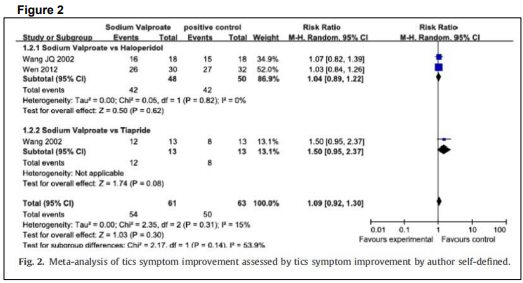 Figure 2
Sodium Valproate positive control Risk Ratio Risk Ratio
Study or Subgroup Events Total Events Total Weight M-H. Random. 95% CI M-H. Random. 95% CI
1.2.1 Sodium Valproate vs Haloperidol
Wang JQ 2002 16 18 15 18 34.9% 1.07 [0.82, 1.39]
Wen 2012 26 30 27 32 52.0% 1.03 [0.84, 1.26]
Subtotal (95% CI) 48 50 86.9% 1.04 [0.89, 1.22]
Total events 42 42
Heterogeneity: Tau² = 0.00; Chi² = 0.05, df = 1 (P = 0.82); I² = 0%
Test for overall effect: Z = 0.50 (P = 0.62)
1.2.2 Sodium Valproate vs Tiapride
Wang 2002 12 13 8 13 13.1% 1.50 [0.95, 2.37]
Subtotal (95% CI) 13 13 13.1% 1.50 [0.95, 2.37]
Total events 12 8
Heterogeneity: Not applicable
Test for overall effect: Z = 1.74 (P = 0.08)
Total (95% CI) 61 63 100.0% 1.09 [0.92, 1.30]
Total events 54 50
Heterogeneity: Tau² = 0.00; Chi² = 2.35, df = 2 (P = 0.31); I² = 15%
Test for overall effect: Z = 1.03 (P = 0.30)
Test for subgroup differences: Chi² = 2.17, df = 1 (P = 0.14). I² = 53.9%
0.01 0.1 1 10 100
Favours experimental Favours control
Fig. 2. Meta-analysis of tics symptom improvement assessed by tics symptom improvement by author self-defined.